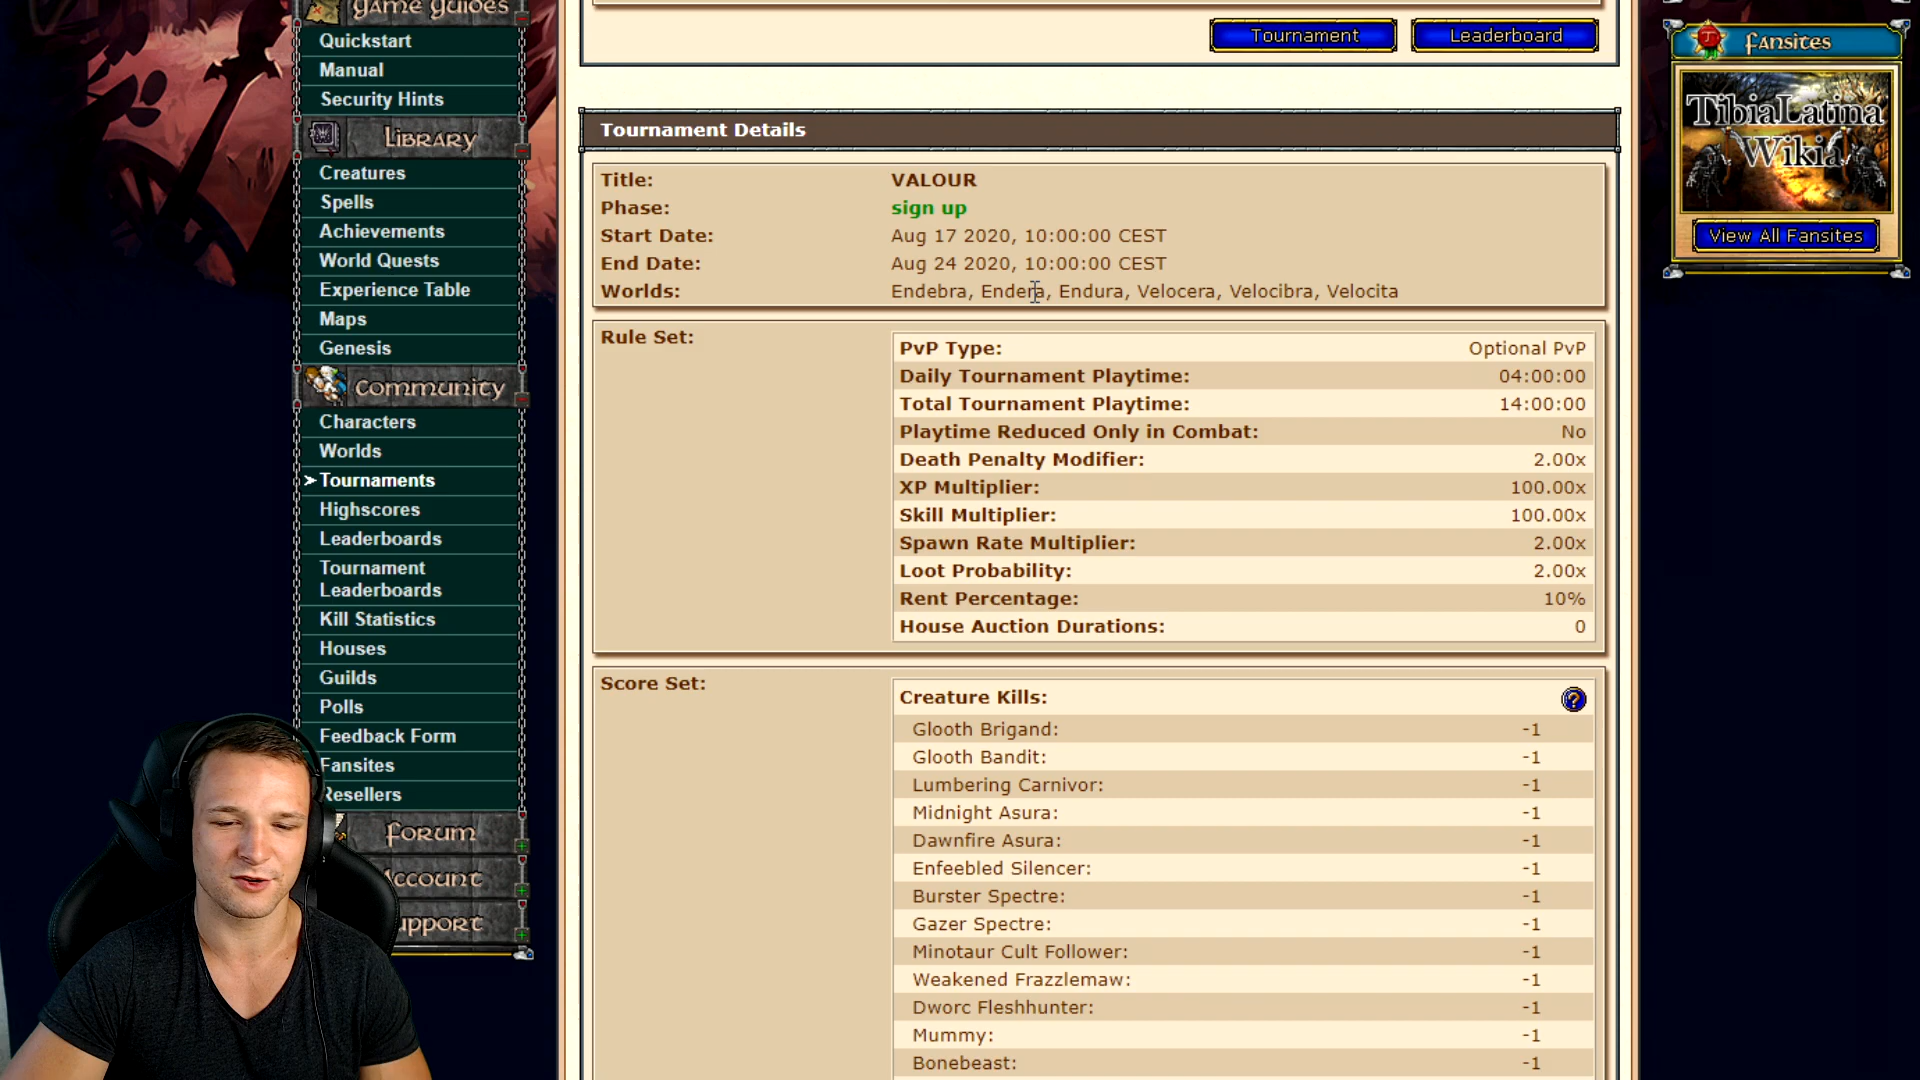 Game Guides
Quickstart
Manual
Security Hints
Library
Creatures
Spells
Achievements
World Quests
Experience Table
Maps
Genesis
Community
Characters
Worlds
➤Tournaments
Highscores
Leaderboards
Tournament
Leaderboards
Kill Statistics
Houses
Guilds
Polls
Feedback Form
Fansites
Resellers
Forum
Account
Support
Tournament Leaderboard
Tournament Details
Title: VALOUR
Phase: sign up
Start Date: Aug 17 2020, 10:00:00 CEST
End Date: Aug 24 2020, 10:00:00 CEST
Worlds: Endebra, Endera, Endura, Velocera, Velocibra, Velocita
Rule Set:
PvP Type: Optional PvP
Daily Tournament Playtime: 04:00:00
Total Tournament Playtime: 14:00:00
Playtime Reduced Only in Combat: No
Death Penalty Modifier: 2.00x
XP Multiplier: 100.00x
Skill Multiplier: 100.00x
Spawn Rate Multiplier: 2.00x
Loot Probability: 2.00x
Rent Percentage: 10%
House Auction Durations: 0
Score Set:
Creature Kills: ?
Glooth Brigand: -1
Glooth Bandit: -1
Lumbering Carnivor: -1
Midnight Asura: -1
Dawnfire Asura: -1
Enfeebled Silencer: -1
Burster Spectre: -1
Gazer Spectre: -1
Minotaur Cult Follower: -1
Weakened Frazzlemaw: -1
Dworc Fleshhunter: -1
Mummy: -1
Bonebeast: -1
Fansites
TibiaLatina
Wikia
View All Fansites